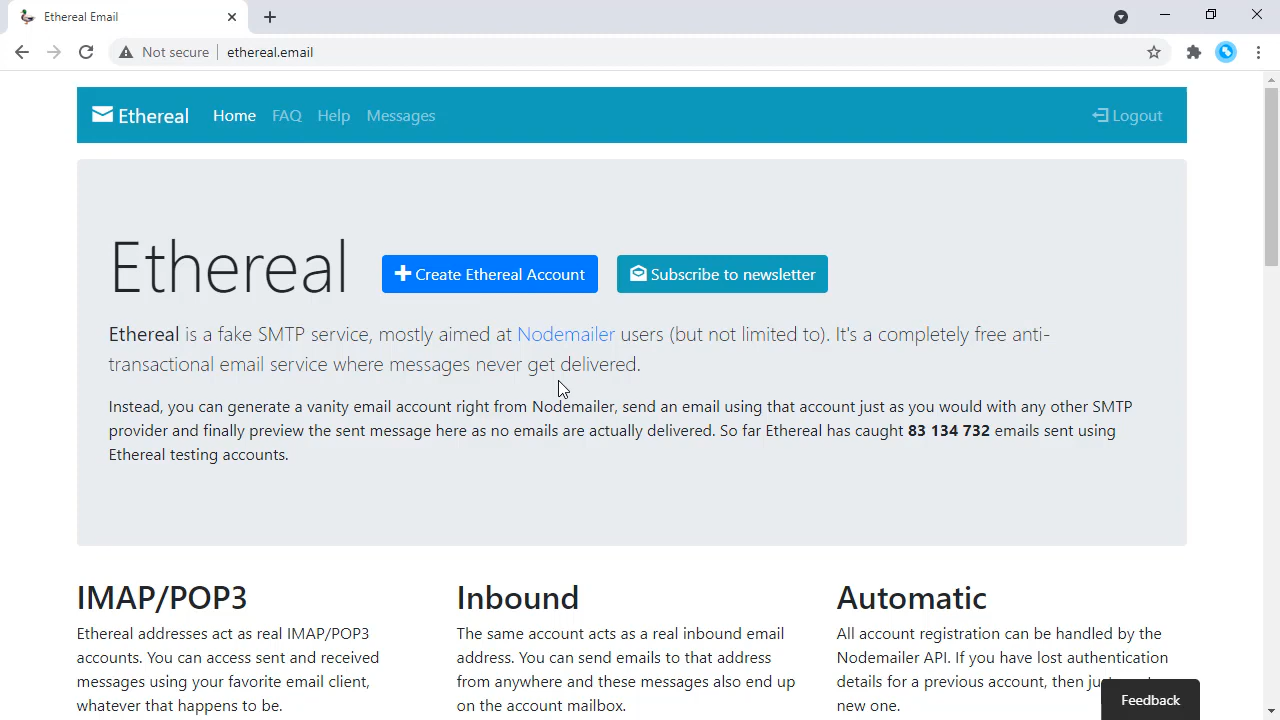 Ethereal Email
Not secure
ethereal.email
Ethereal Home FAQ Help Messages Logout
Ethereal
Create Ethereal Account
Subscribe to newsletter
Ethereal is a fake SMTP service, mostly aimed at Nodemailer users (but not limited to). It's a completely free anti-
transactional email service where messages never get delivered.
Instead, you can generate a vanity email account right from Nodemailer, send an email using that account just as you would with any other SMTP
provider and finally preview the sent message here as no emails are actually delivered. So far Ethereal has caught 83 134 732 emails sent using
Ethereal testing accounts.
IMAP/POP3
Ethereal addresses act as real IMAP/POP3
accounts. You can access sent and received
messages using your favorite email client,
whatever that happens to be.
Inbound
The same account acts as a real inbound email
address. You can send emails to that address
from anywhere and these messages also end up
on the account mailbox.
Automatic
All account registration can be handled by the
Nodemailer API. If you have lost authentication
details for a previous account, then
new one.
Feedback